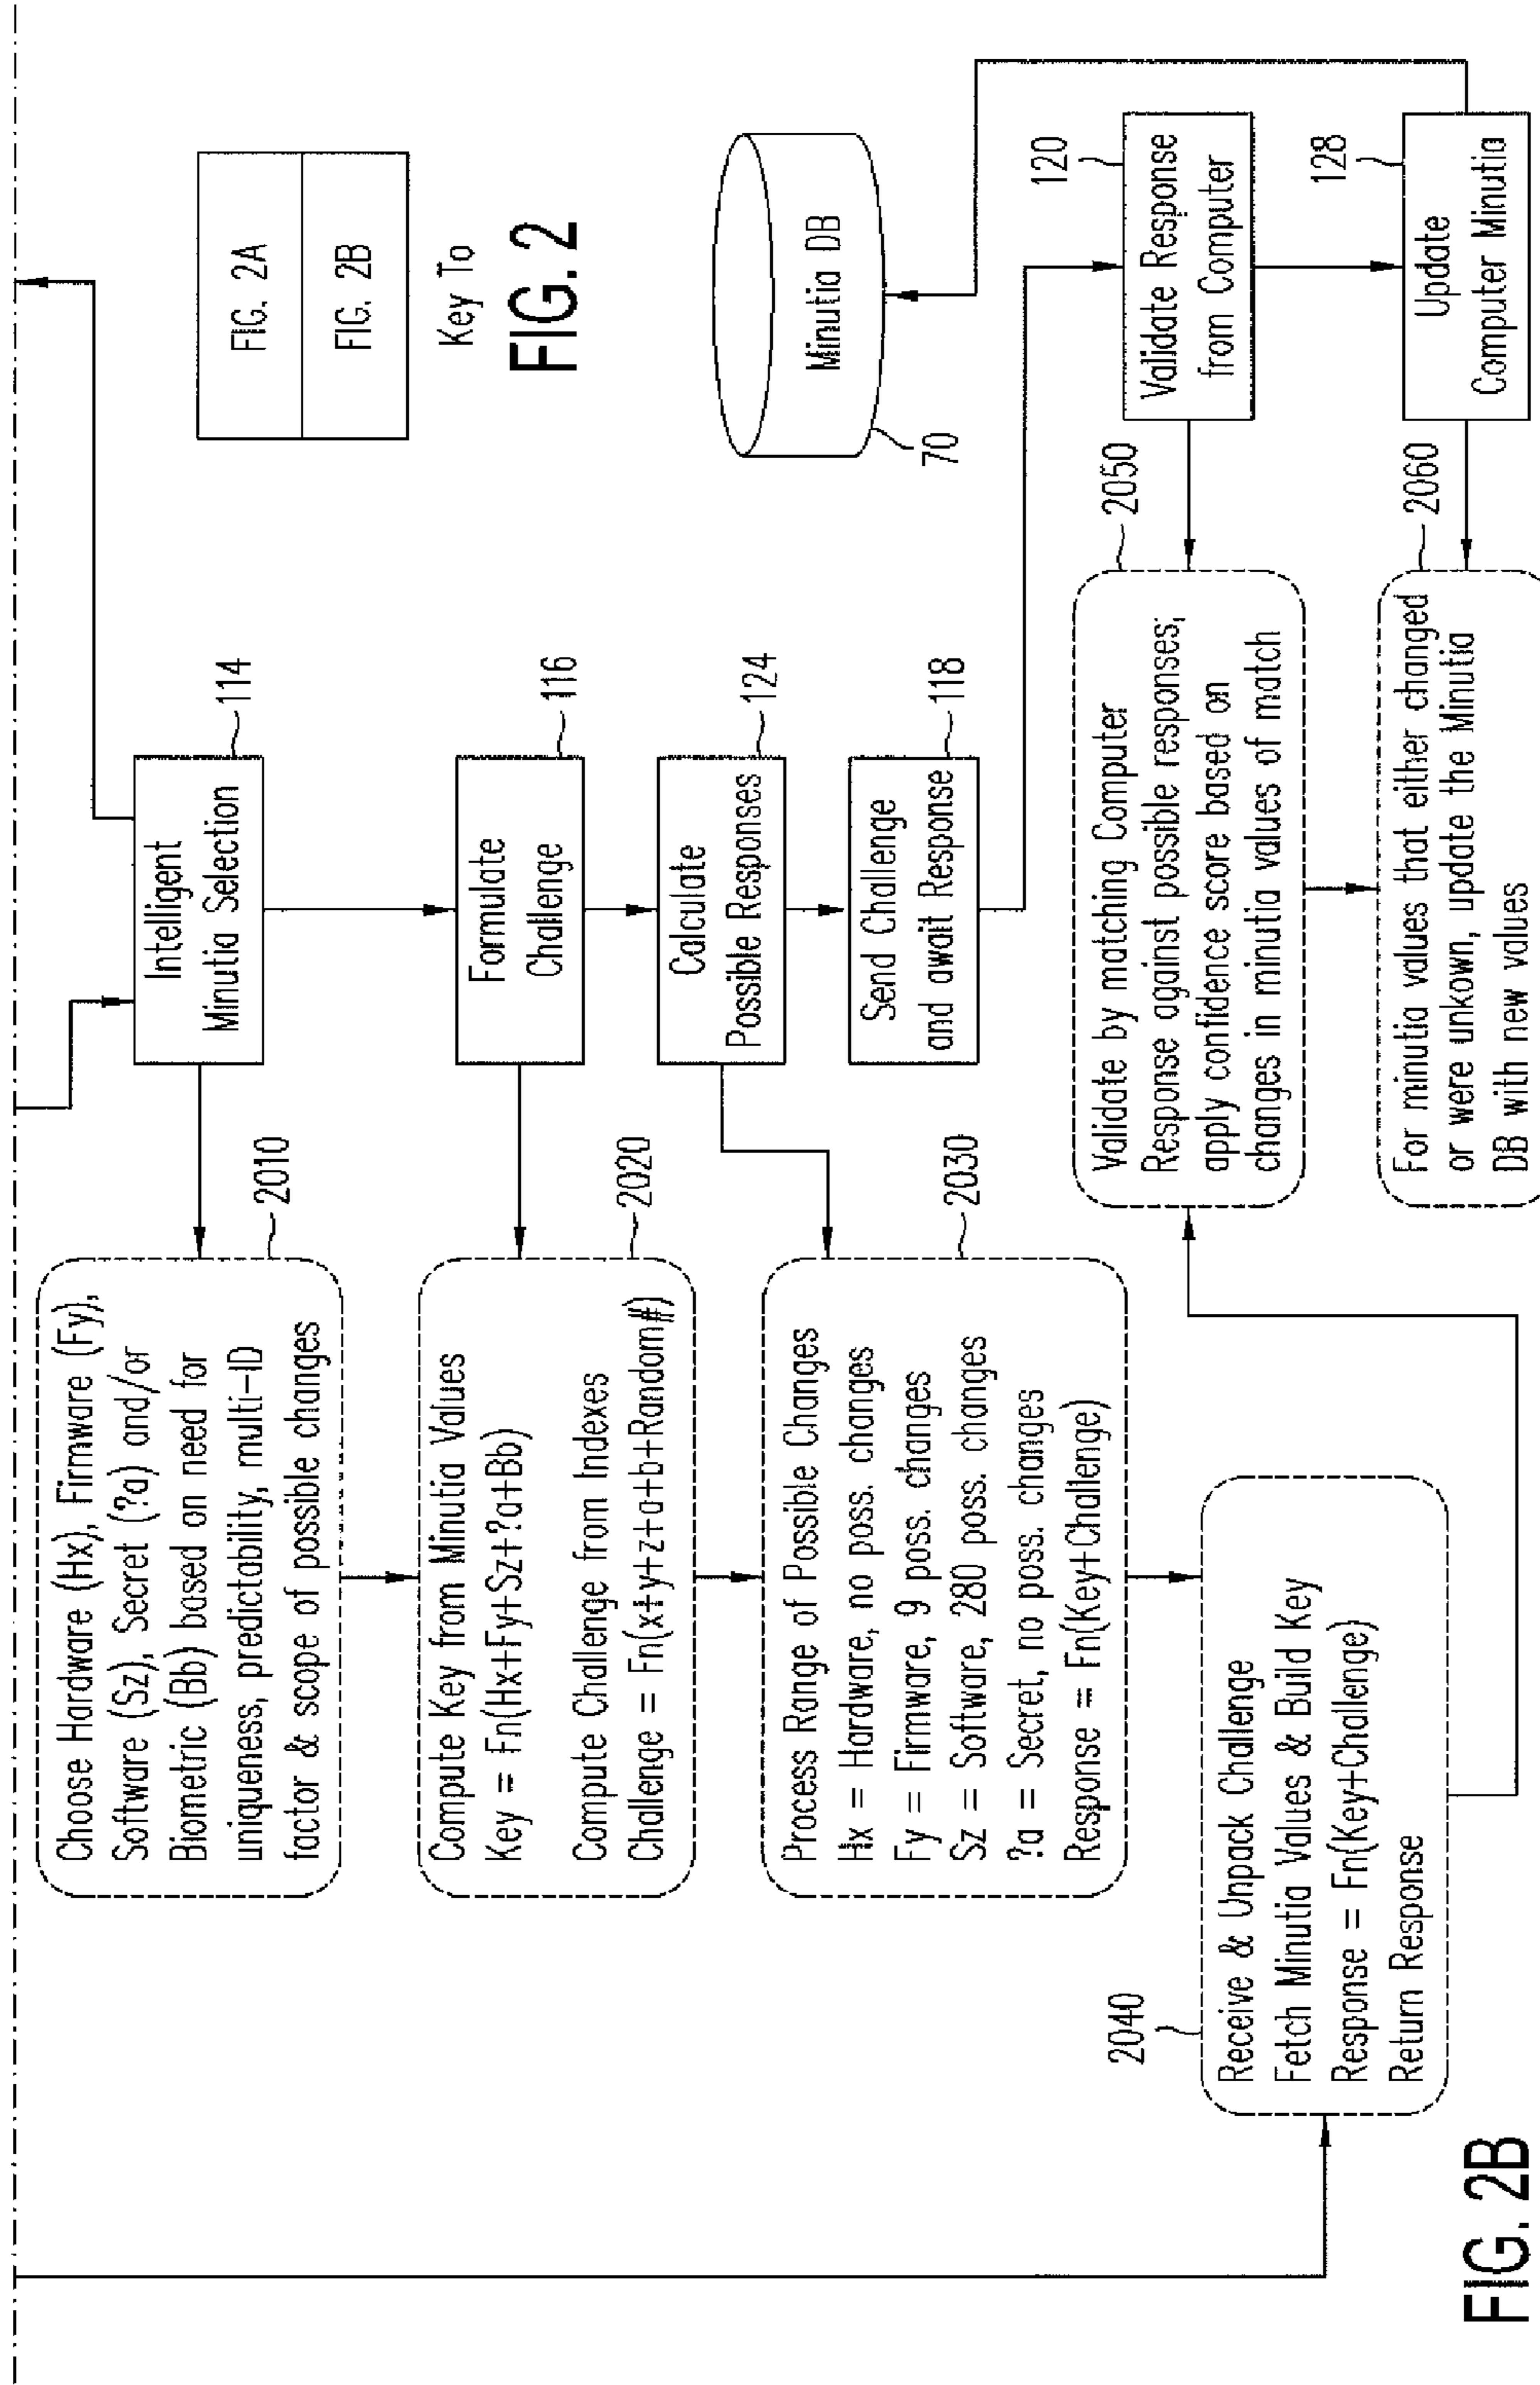 Choose Hardware (Hx), Firmware (Fy),
Software (Sz), Secret (?a) and/or
Biometric (Bb) based on need for
uniqueness, predictability, multi-ID
factor & scope of possible changes
2010
Intelligent
Minutia Selection
114
FIG. 2A
FIG. 2B
Key To
FIG. 2
Compute Key from Minutia Values
Key = Fn(Hx+Fy+Sz+?a+Bb)
Compute Challenge from Indexes
Challenge = Fn(x+y+z+a+b+Random#)
2020
Formulate
Challenge
116
Process Range of Possible Changes
Hx = Hardware, no poss. changes
Fy = Firmware, 9 poss. changes
Sz = Software, 280 poss. changes
?a = Secret, no poss. changes
Response = Fn(Key+Challenge)
2030
Calculate
Possible Responses
124
Send Challenge
and await Response
118
Minutia DB
70
2040
Receive & Unpack Challenge
Fetch Minutia Values & Build Key
Response = Fn(Key+Challenge)
Return Response
Validate by matching Computer
Response against possible responses;
apply confidence score based on
changes in minutia values of match
2050
Validate Response
from Computer
120
For minutia values that either changed
or were unkown, update the Minutia
DB with new values
2060
Update
Computer Minutia
128
FIG. 2B